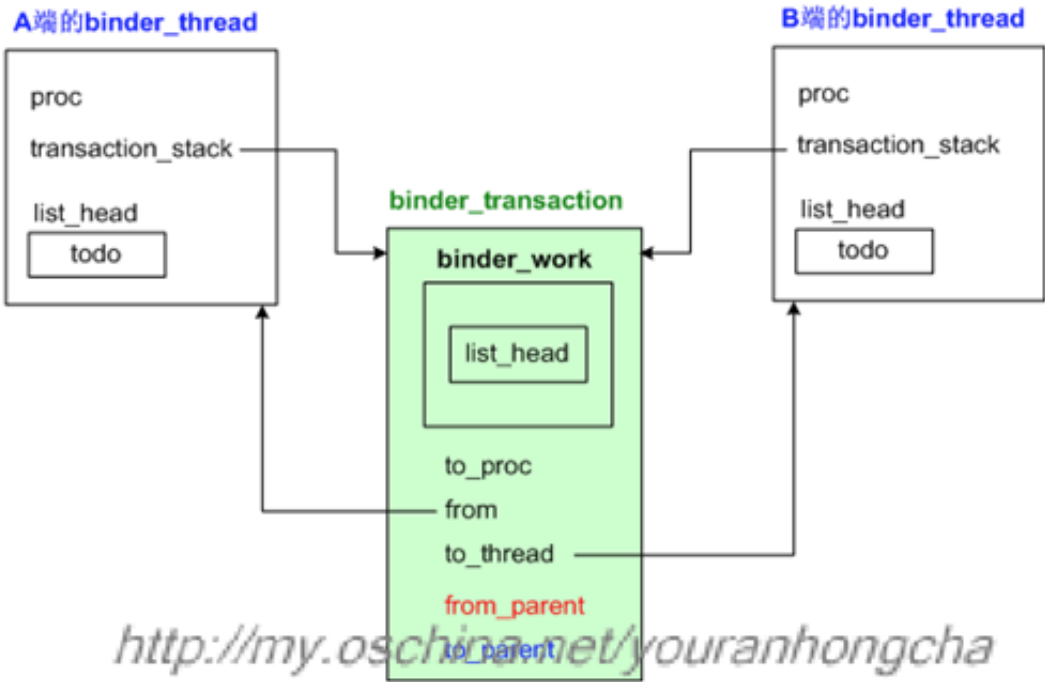 A端的binder_thread
proc
transaction_stack
list_head
todo
B端的binder_thread
proc
transaction_stack
list_head
todo
binder_transaction
binder_work
list_head
to_proc
from
to_thread
from_parent
to_parent
http://my.oschina.net/youranhongcha